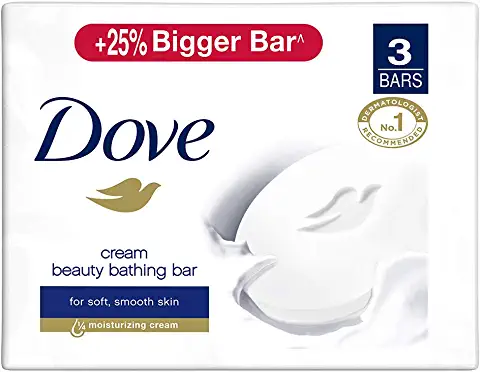 +25% Bigger Bar^
3
BARS
DERMATOLOGIST
No.1
RECOMMENDED
Dove
cream
beauty bathing bar
for soft, smooth skin
¼ moisturizing cream